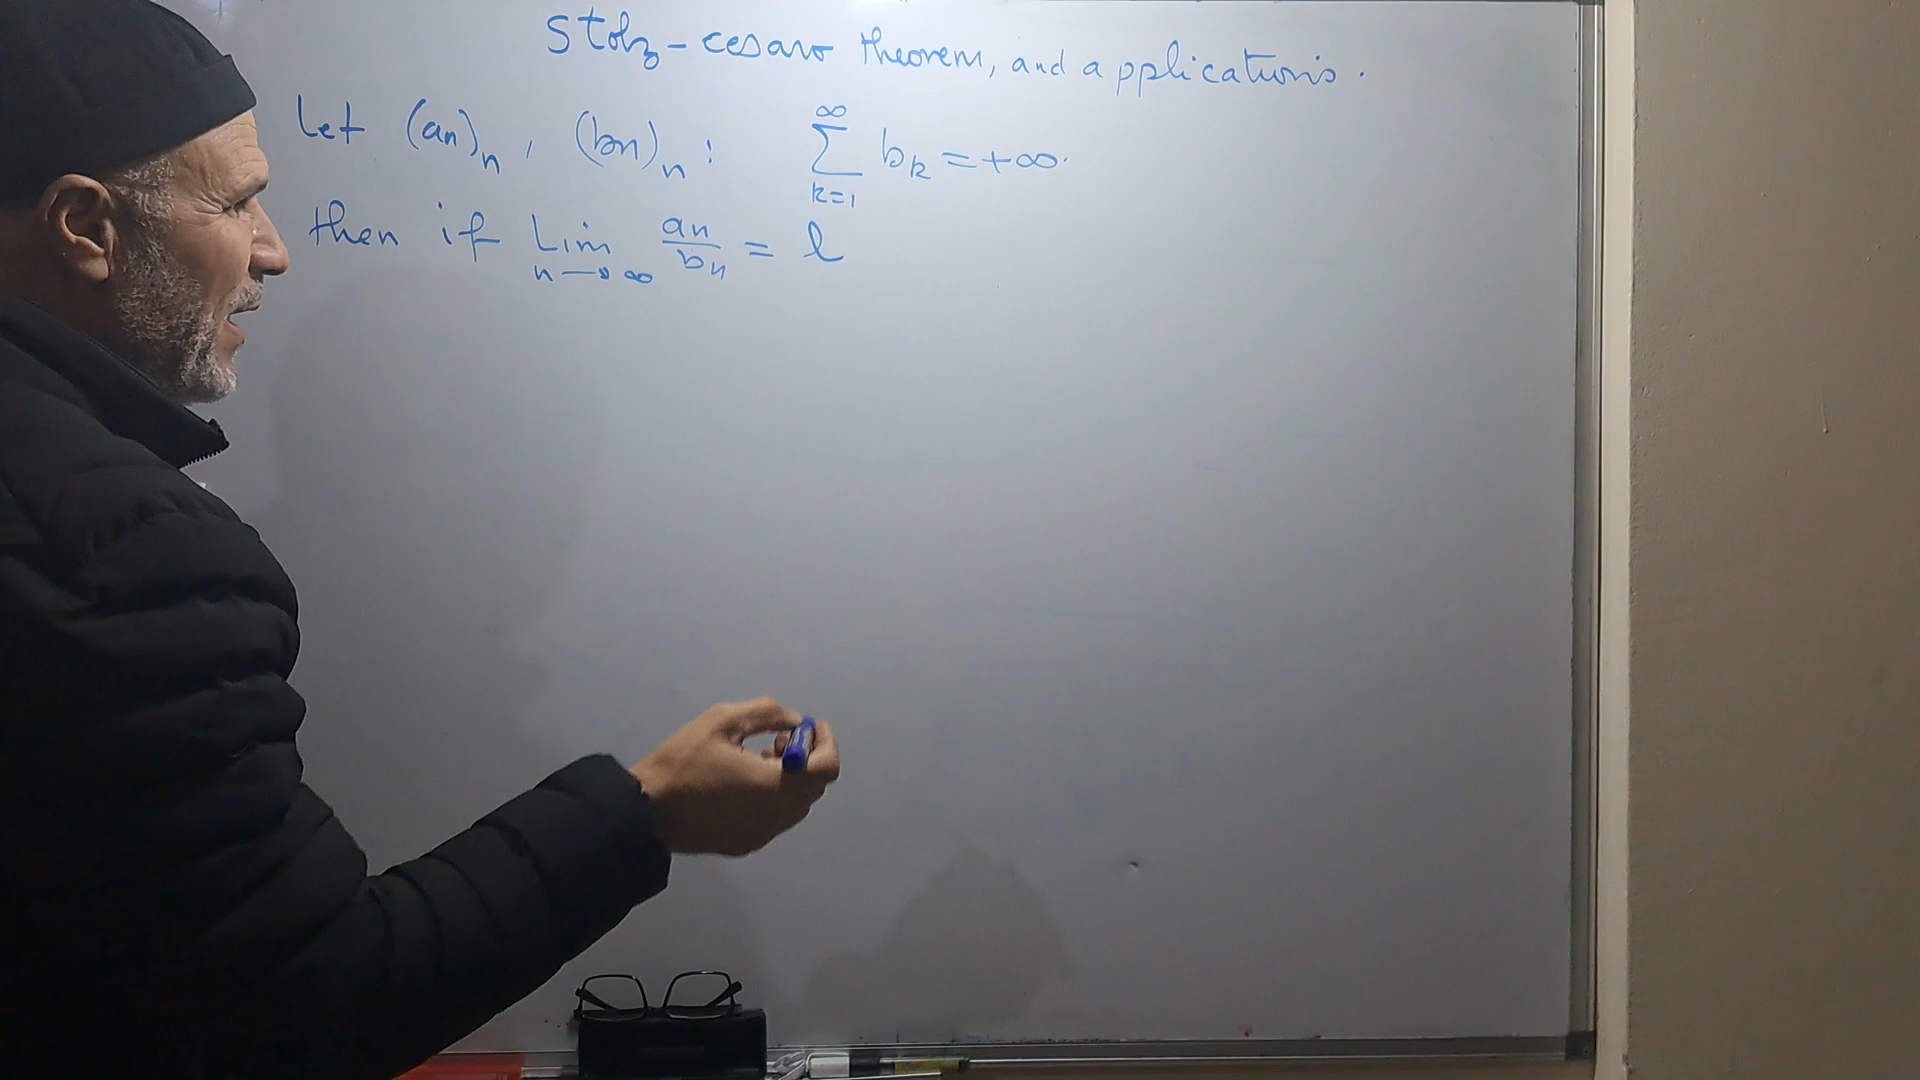 Stolz-cesaro theorem, and applications.
Let (an)n, (bn)n: ∞∑k=1 bk = +∞.
then if Lim n→∞ an/bn = l